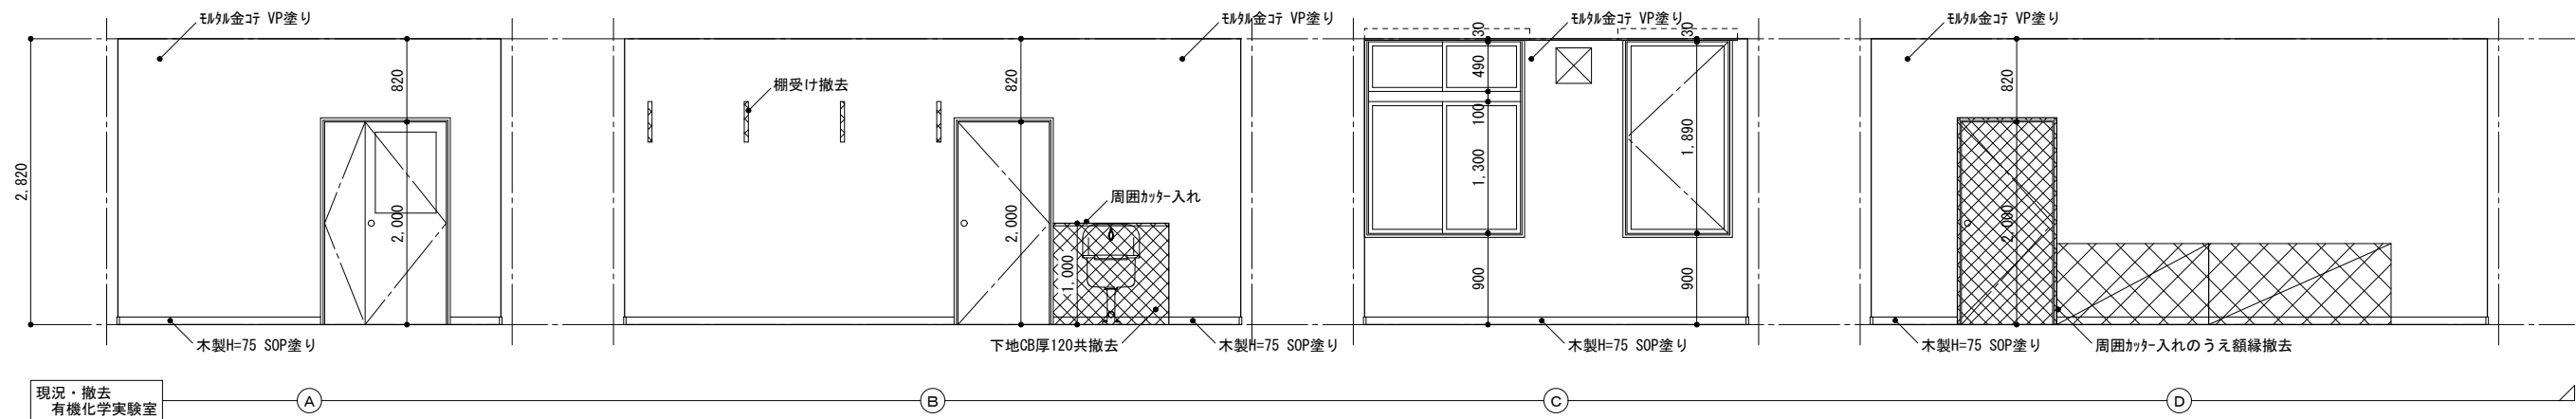 モルタル金コテ VP塗り
モルタル金コテ VP塗り
モルタル金コテ VP塗り
モルタル金コテ VP塗り
30
30
820
820
490
820
棚受け撤去
100
1,890
2,820
1,300
周囲カッター入れ
2,000
2,000
2,000
1,000
900
900
木製H=75 SOP塗り
下地CB厚120共撤去
木製H=75 SOP塗り
木製H=75 SOP塗り
木製H=75 SOP塗り
周囲カッター入れのうえ額縁撤去
現況・撤去
有機化学実験室
A
B
C
D